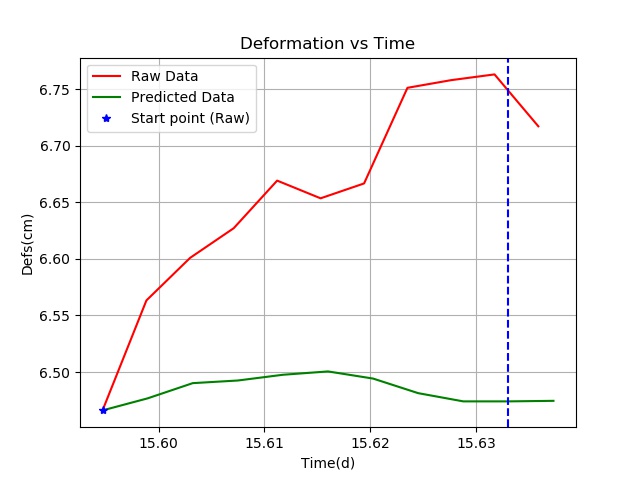 Deformation vs Time
Raw Data
Predicted Data
Start point (Raw)
Defs(cm)
6.75
6.70
6.65
6.60
6.55
6.50
15.60
15.61
15.62
15.63
Time(d)